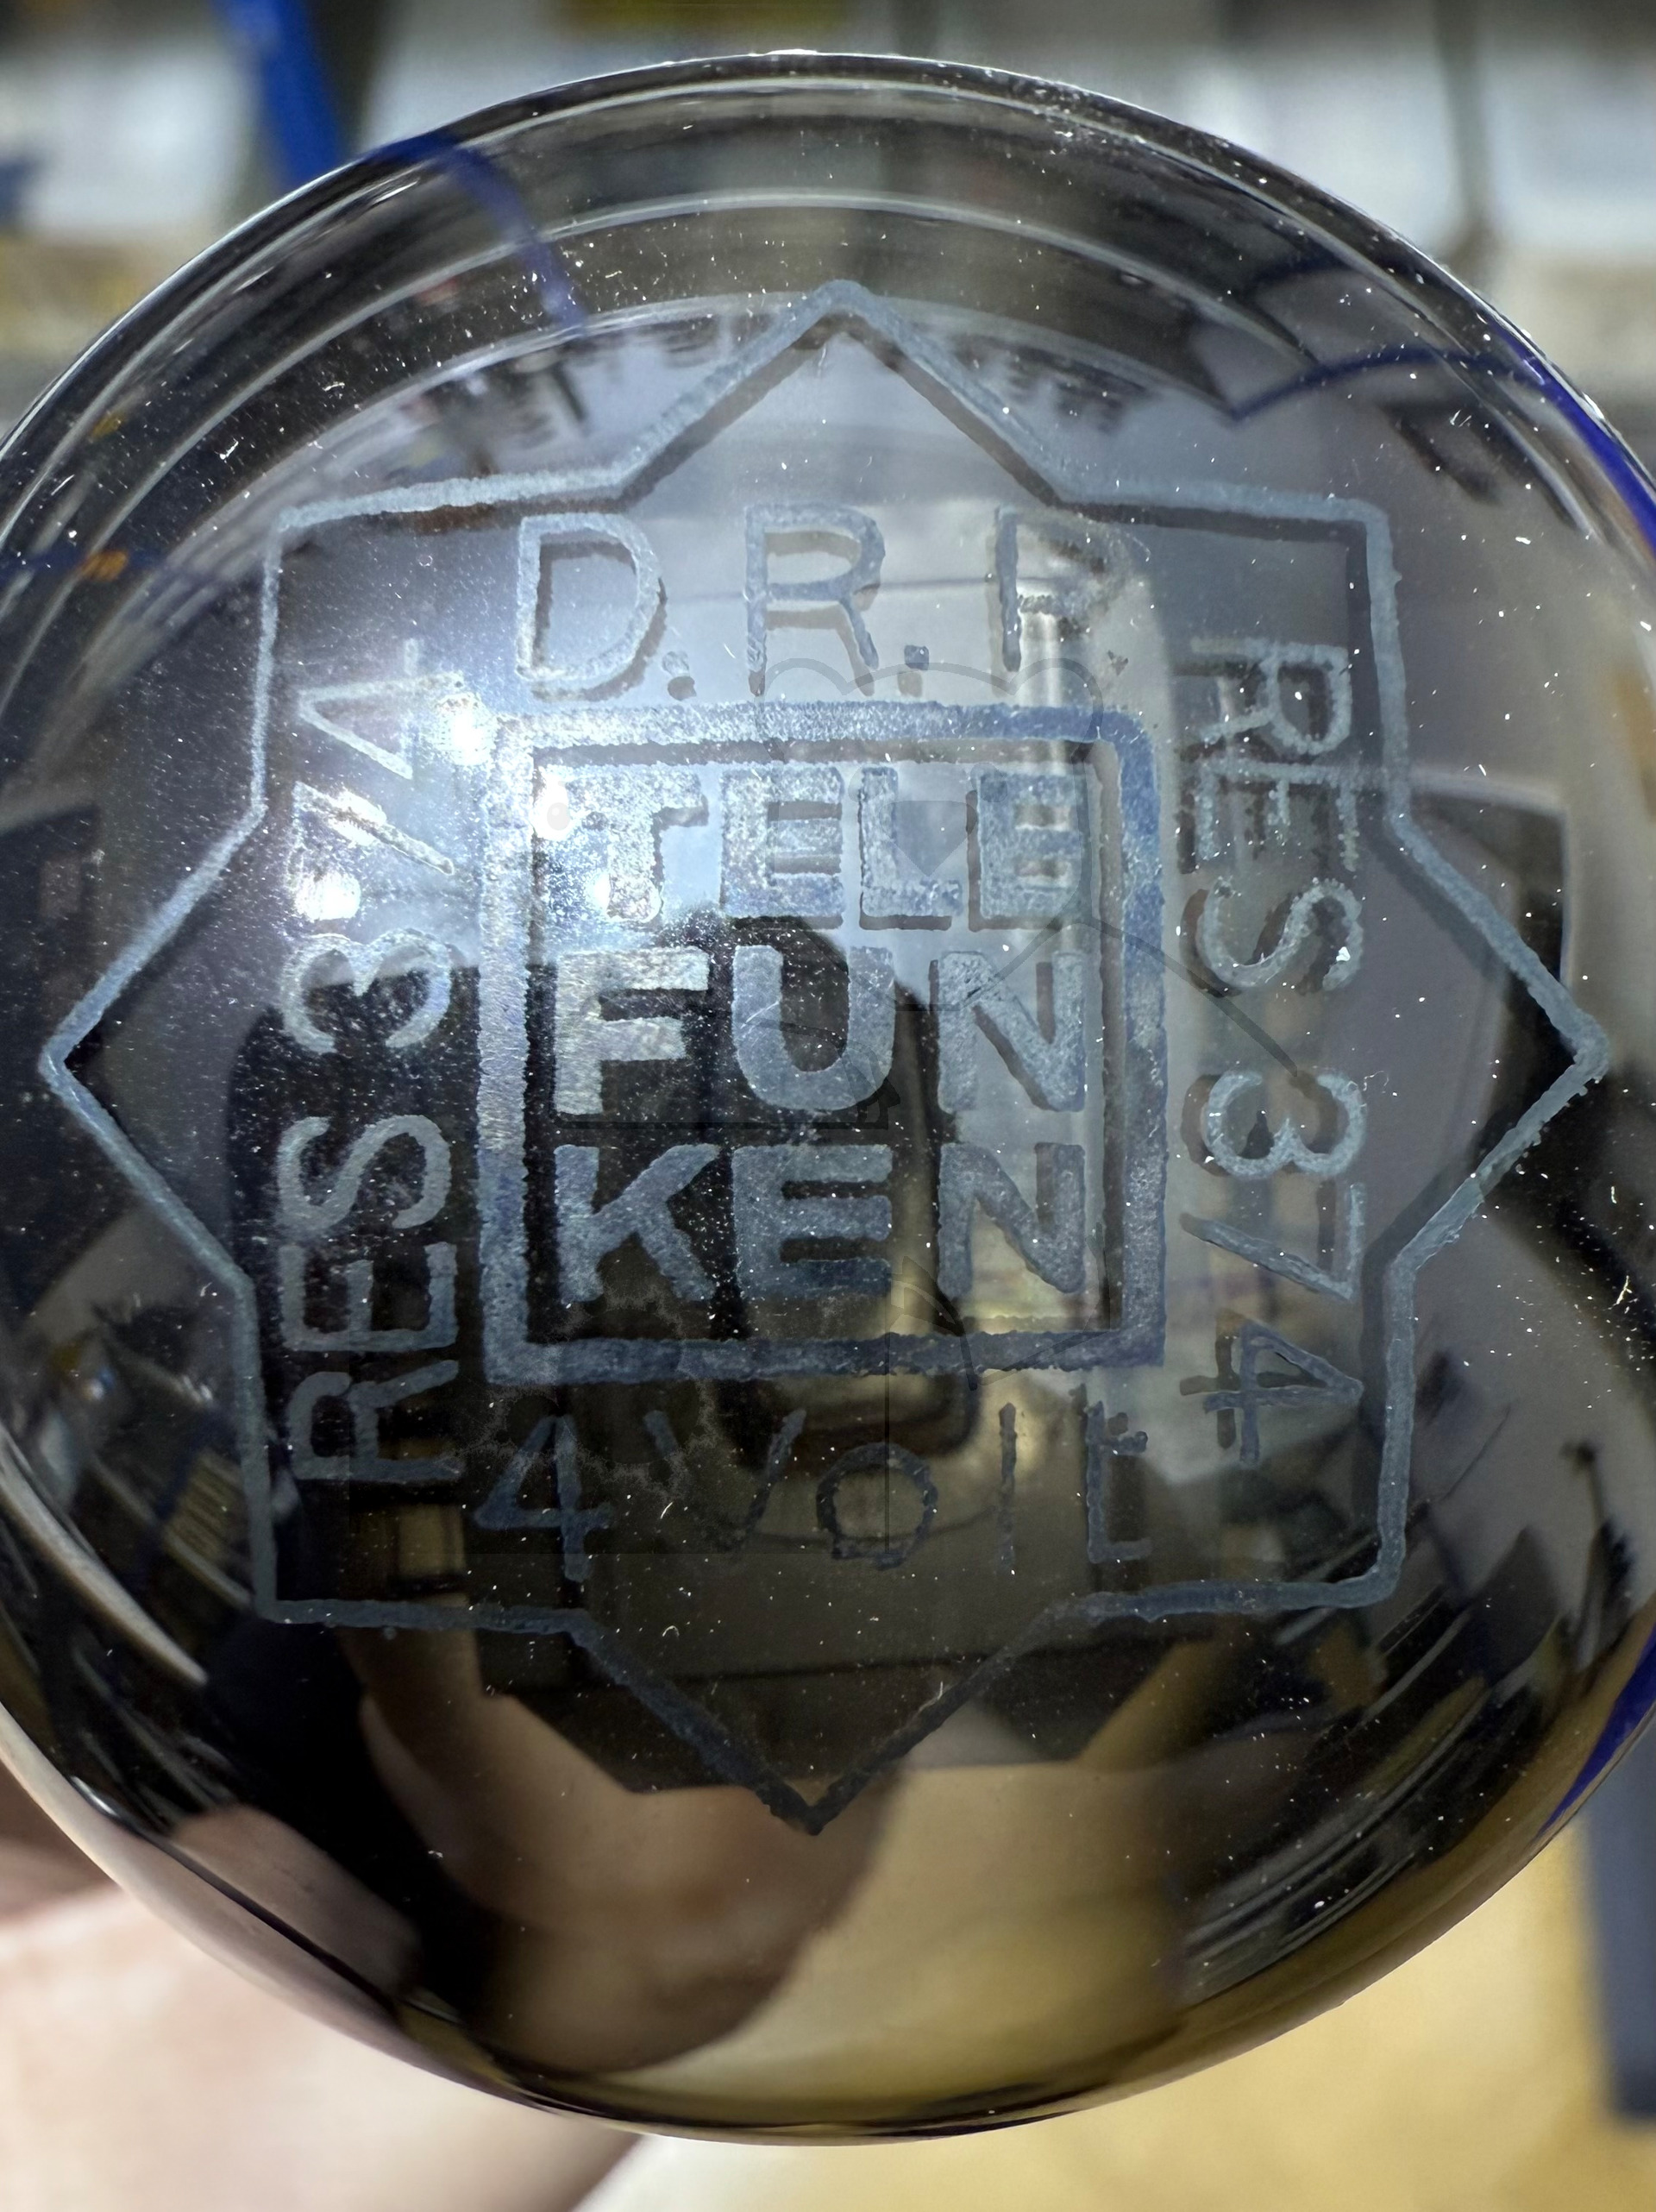 D.R.P
RES 374
TELE
FUN
KEN
RES 374
4 Volt